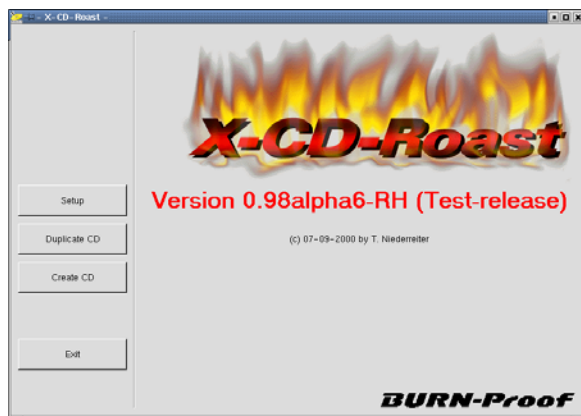 - X-CD-Roast -
X-CD-Roast
Version 0.98alpha6-RH (Test-release)
(c) 07-09-2000 by T. Niederreiter
Setup
Duplicate CD
Create CD
Exit
BURN-Proof